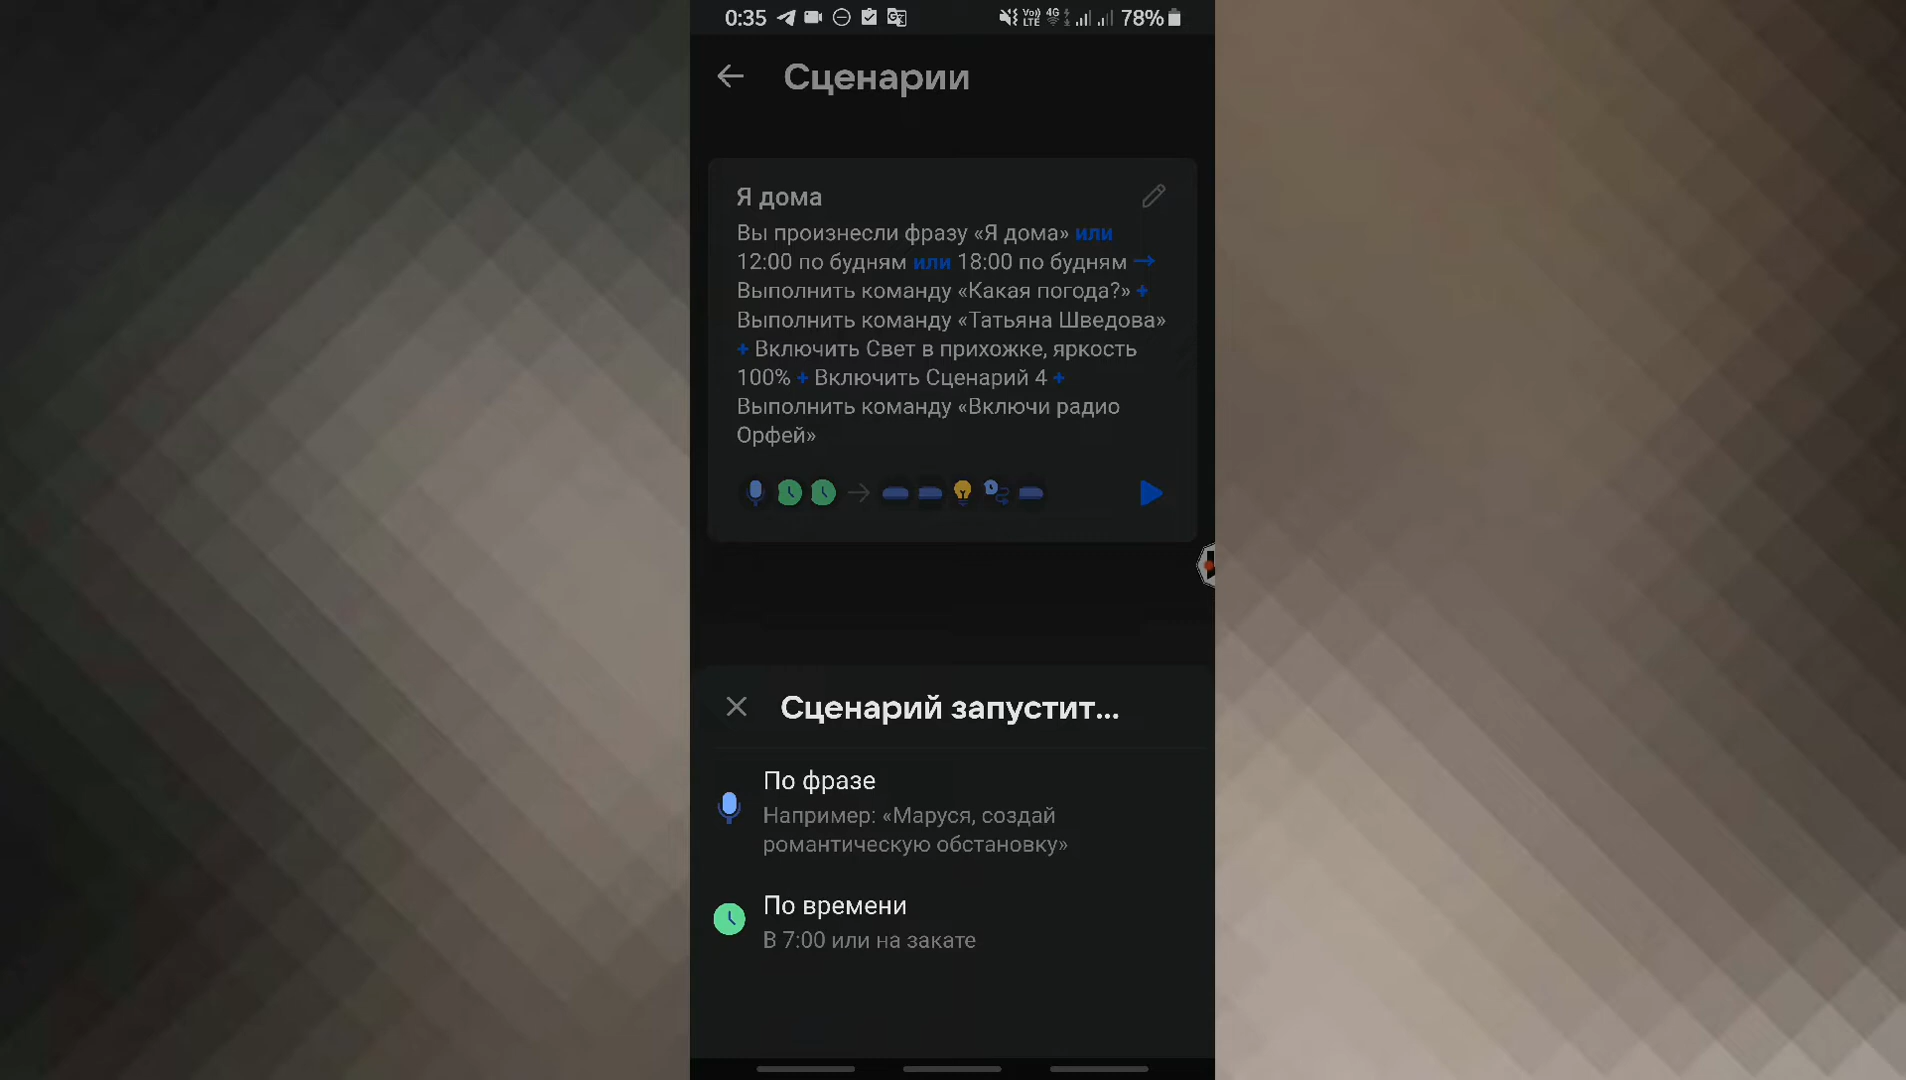 0:35 78%
Сценарии
Я дома
Вы произнесли фразу «Я дома» или
12:00 по будням или 18:00 по будням →
Выполнить команду «Какая погода?» +
Выполнить команду «Татьяна Шведова»
+ Включить Свет в прихожке, яркость
100% + Включить Сценарий 4 +
Выполнить команду «Включи радио
Орфей»
Сценарий запустит...
По фразе
Например: «Маруся, создай
романтическую обстановку»
По времени
В 7:00 или на закате